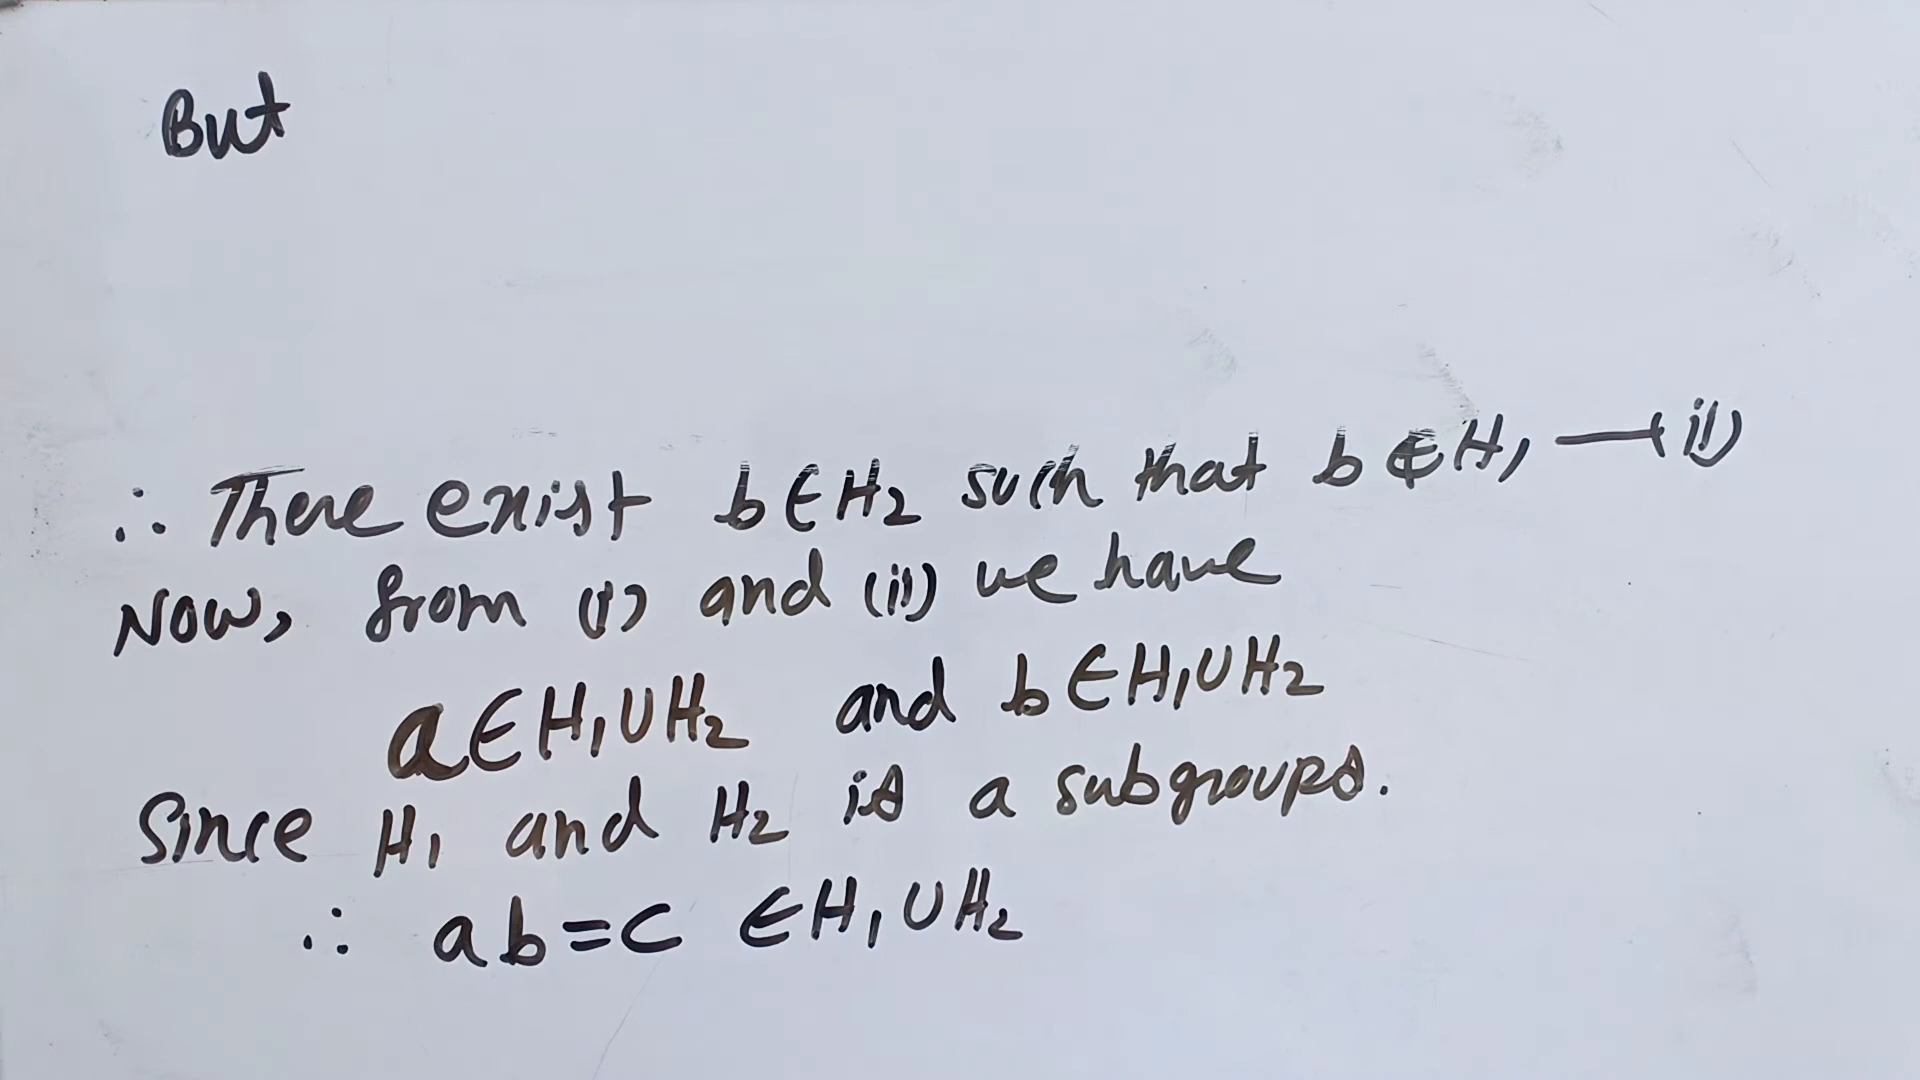 But
∴ There exist b∈H₂ such that b∉H₁ —(ii)
Now, from (i) and (ii) we have
a∈H₁∪H₂ and b∈H₁∪H₂
Since H₁ and H₂ is a subgroups.
∴ ab=c ∈H₁∪H₂